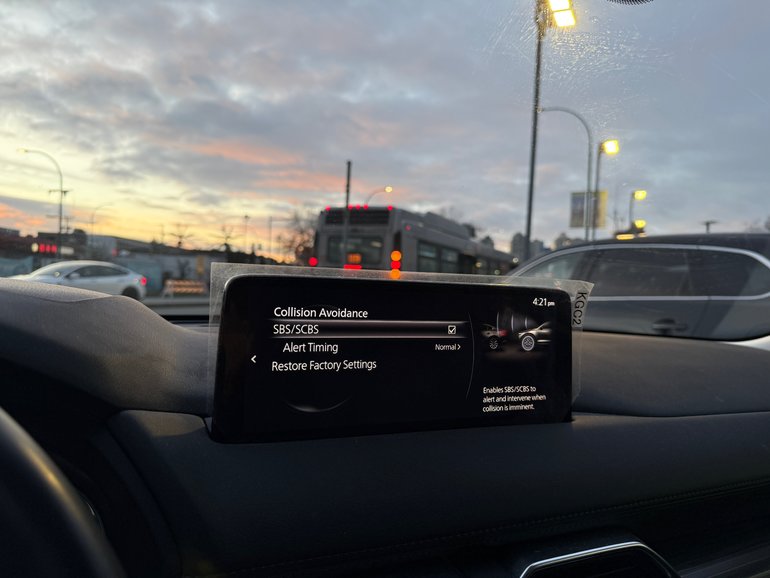 4:21 pm
Collision Avoidance
SBS/SCBS
Alert Timing
Normal
Restore Factory Settings
Enables SBS/SCBS to
alert and intervene when
collision is imminent.
KGC2